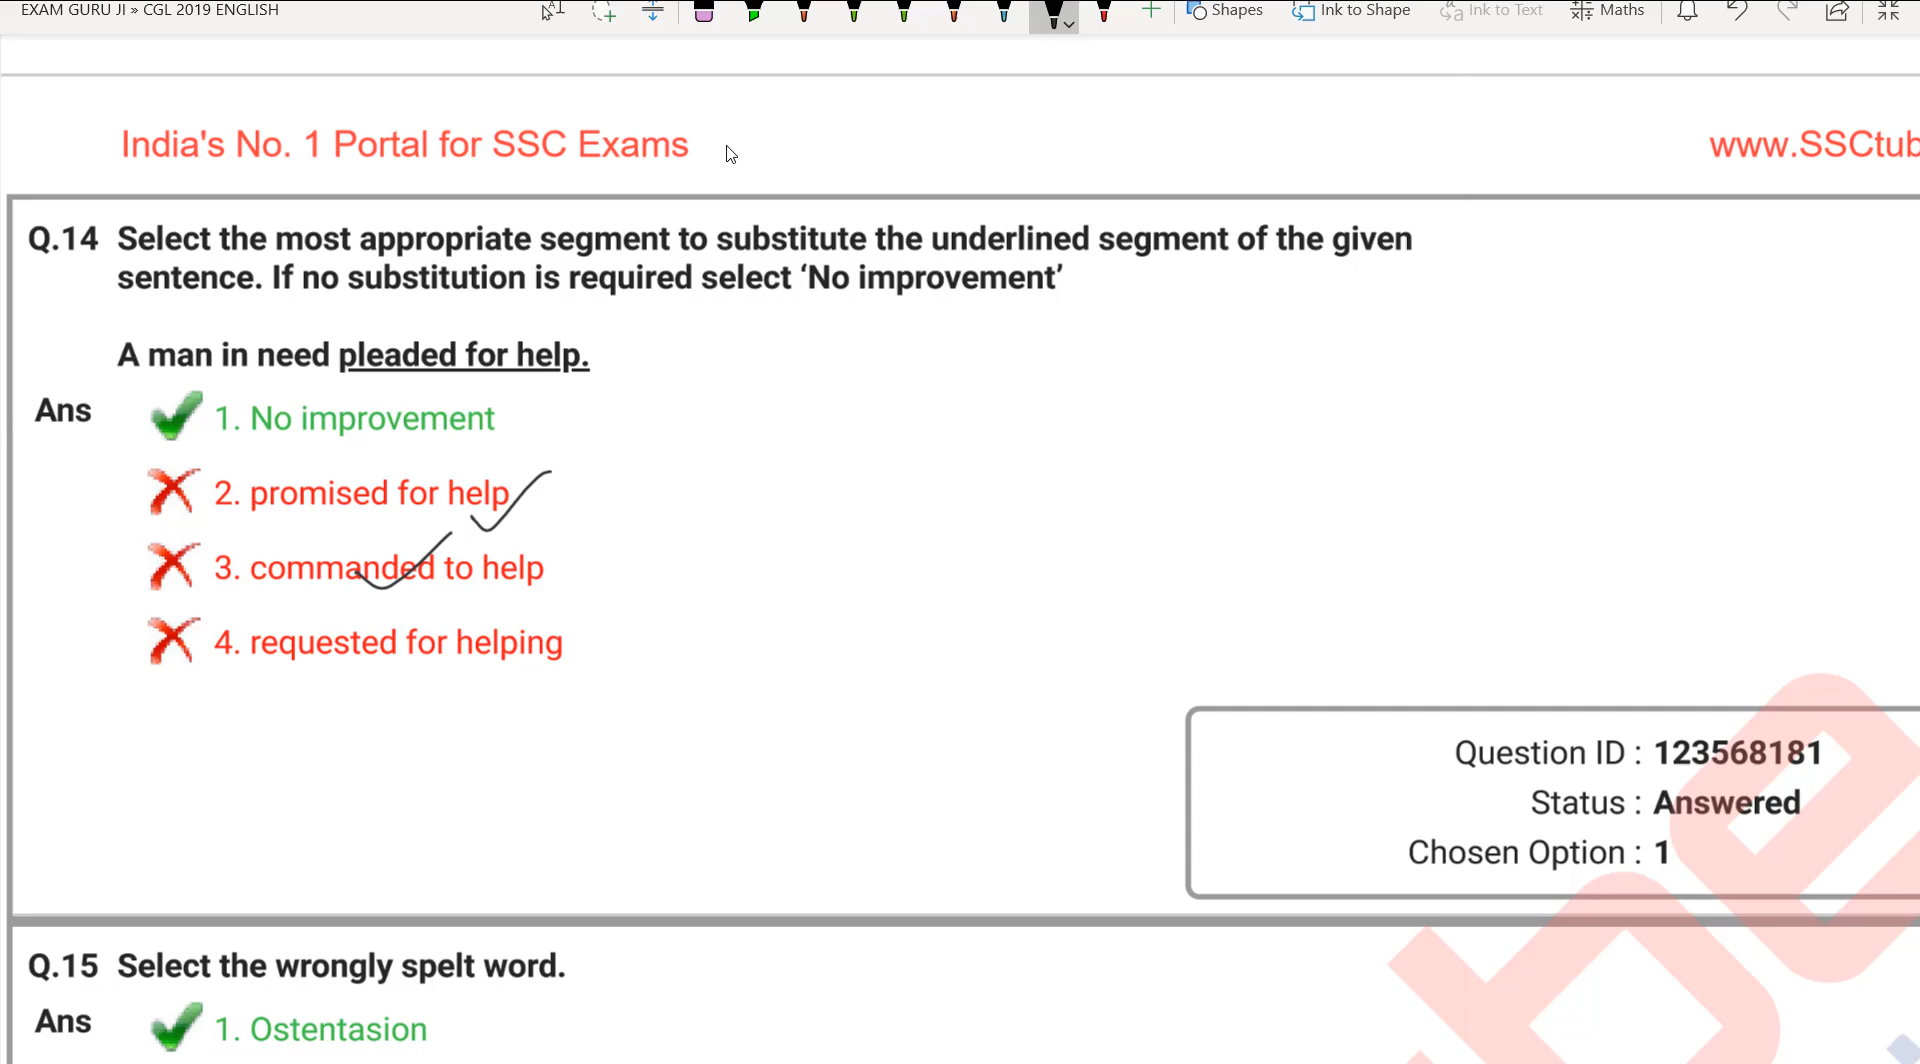 EXAM GURU JI » CGL 2019 ENGLISH
Shapes Ink to Shape Ink to Text Maths
India's No. 1 Portal for SSC Exams
www.SSCtub
Q.14 Select the most appropriate segment to substitute the underlined segment of the given
sentence. If no substitution is required select ‘No improvement’
A man in need pleaded for help.
Ans 1. No improvement
2. promised for help
3. commanded to help
4. requested for helping
Question ID : 123568181
Status : Answered
Chosen Option : 1
Q.15 Select the wrongly spelt word.
Ans 1. Ostentasion